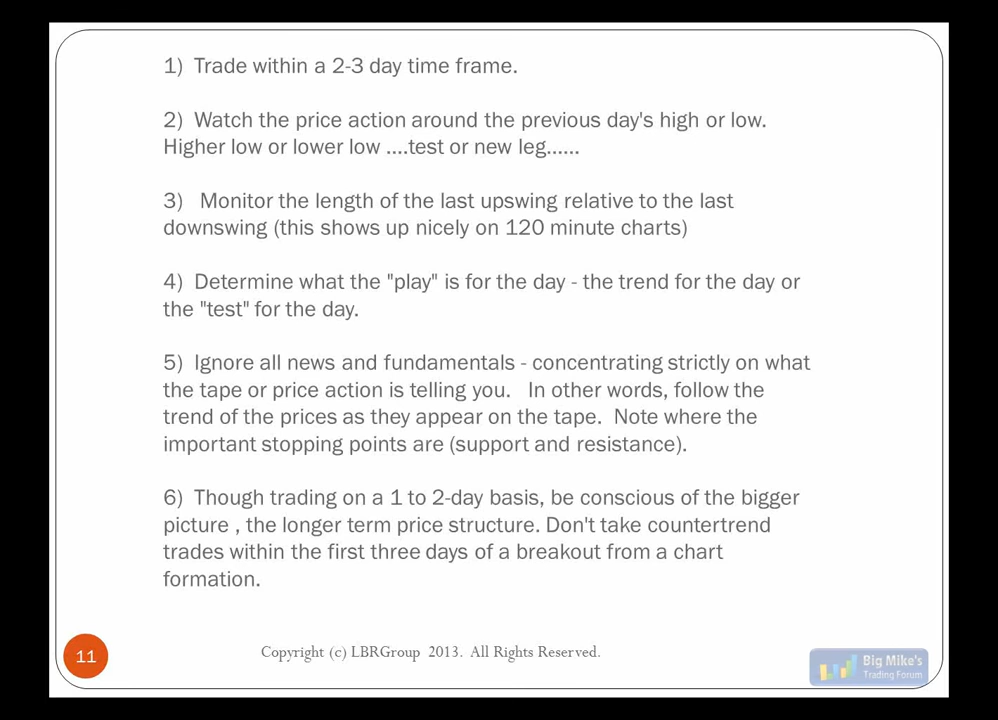 1) Trade within a 2-3 day time frame.
2) Watch the price action around the previous day's high or low.
Higher low or lower low ....test or new leg......
3) Monitor the length of the last upswing relative to the last
downswing (this shows up nicely on 120 minute charts)
4) Determine what the "play" is for the day - the trend for the day or
the "test" for the day.
5) Ignore all news and fundamentals - concentrating strictly on what
the tape or price action is telling you. In other words, follow the
trend of the prices as they appear on the tape. Note where the
important stopping points are (support and resistance).
6) Though trading on a 1 to 2-day basis, be conscious of the bigger
picture , the longer term price structure. Don't take countertrend
trades within the first three days of a breakout from a chart
formation.
11
Copyright (c) LBRGroup 2013. All Rights Reserved.
Big Mike's
Trading Forum